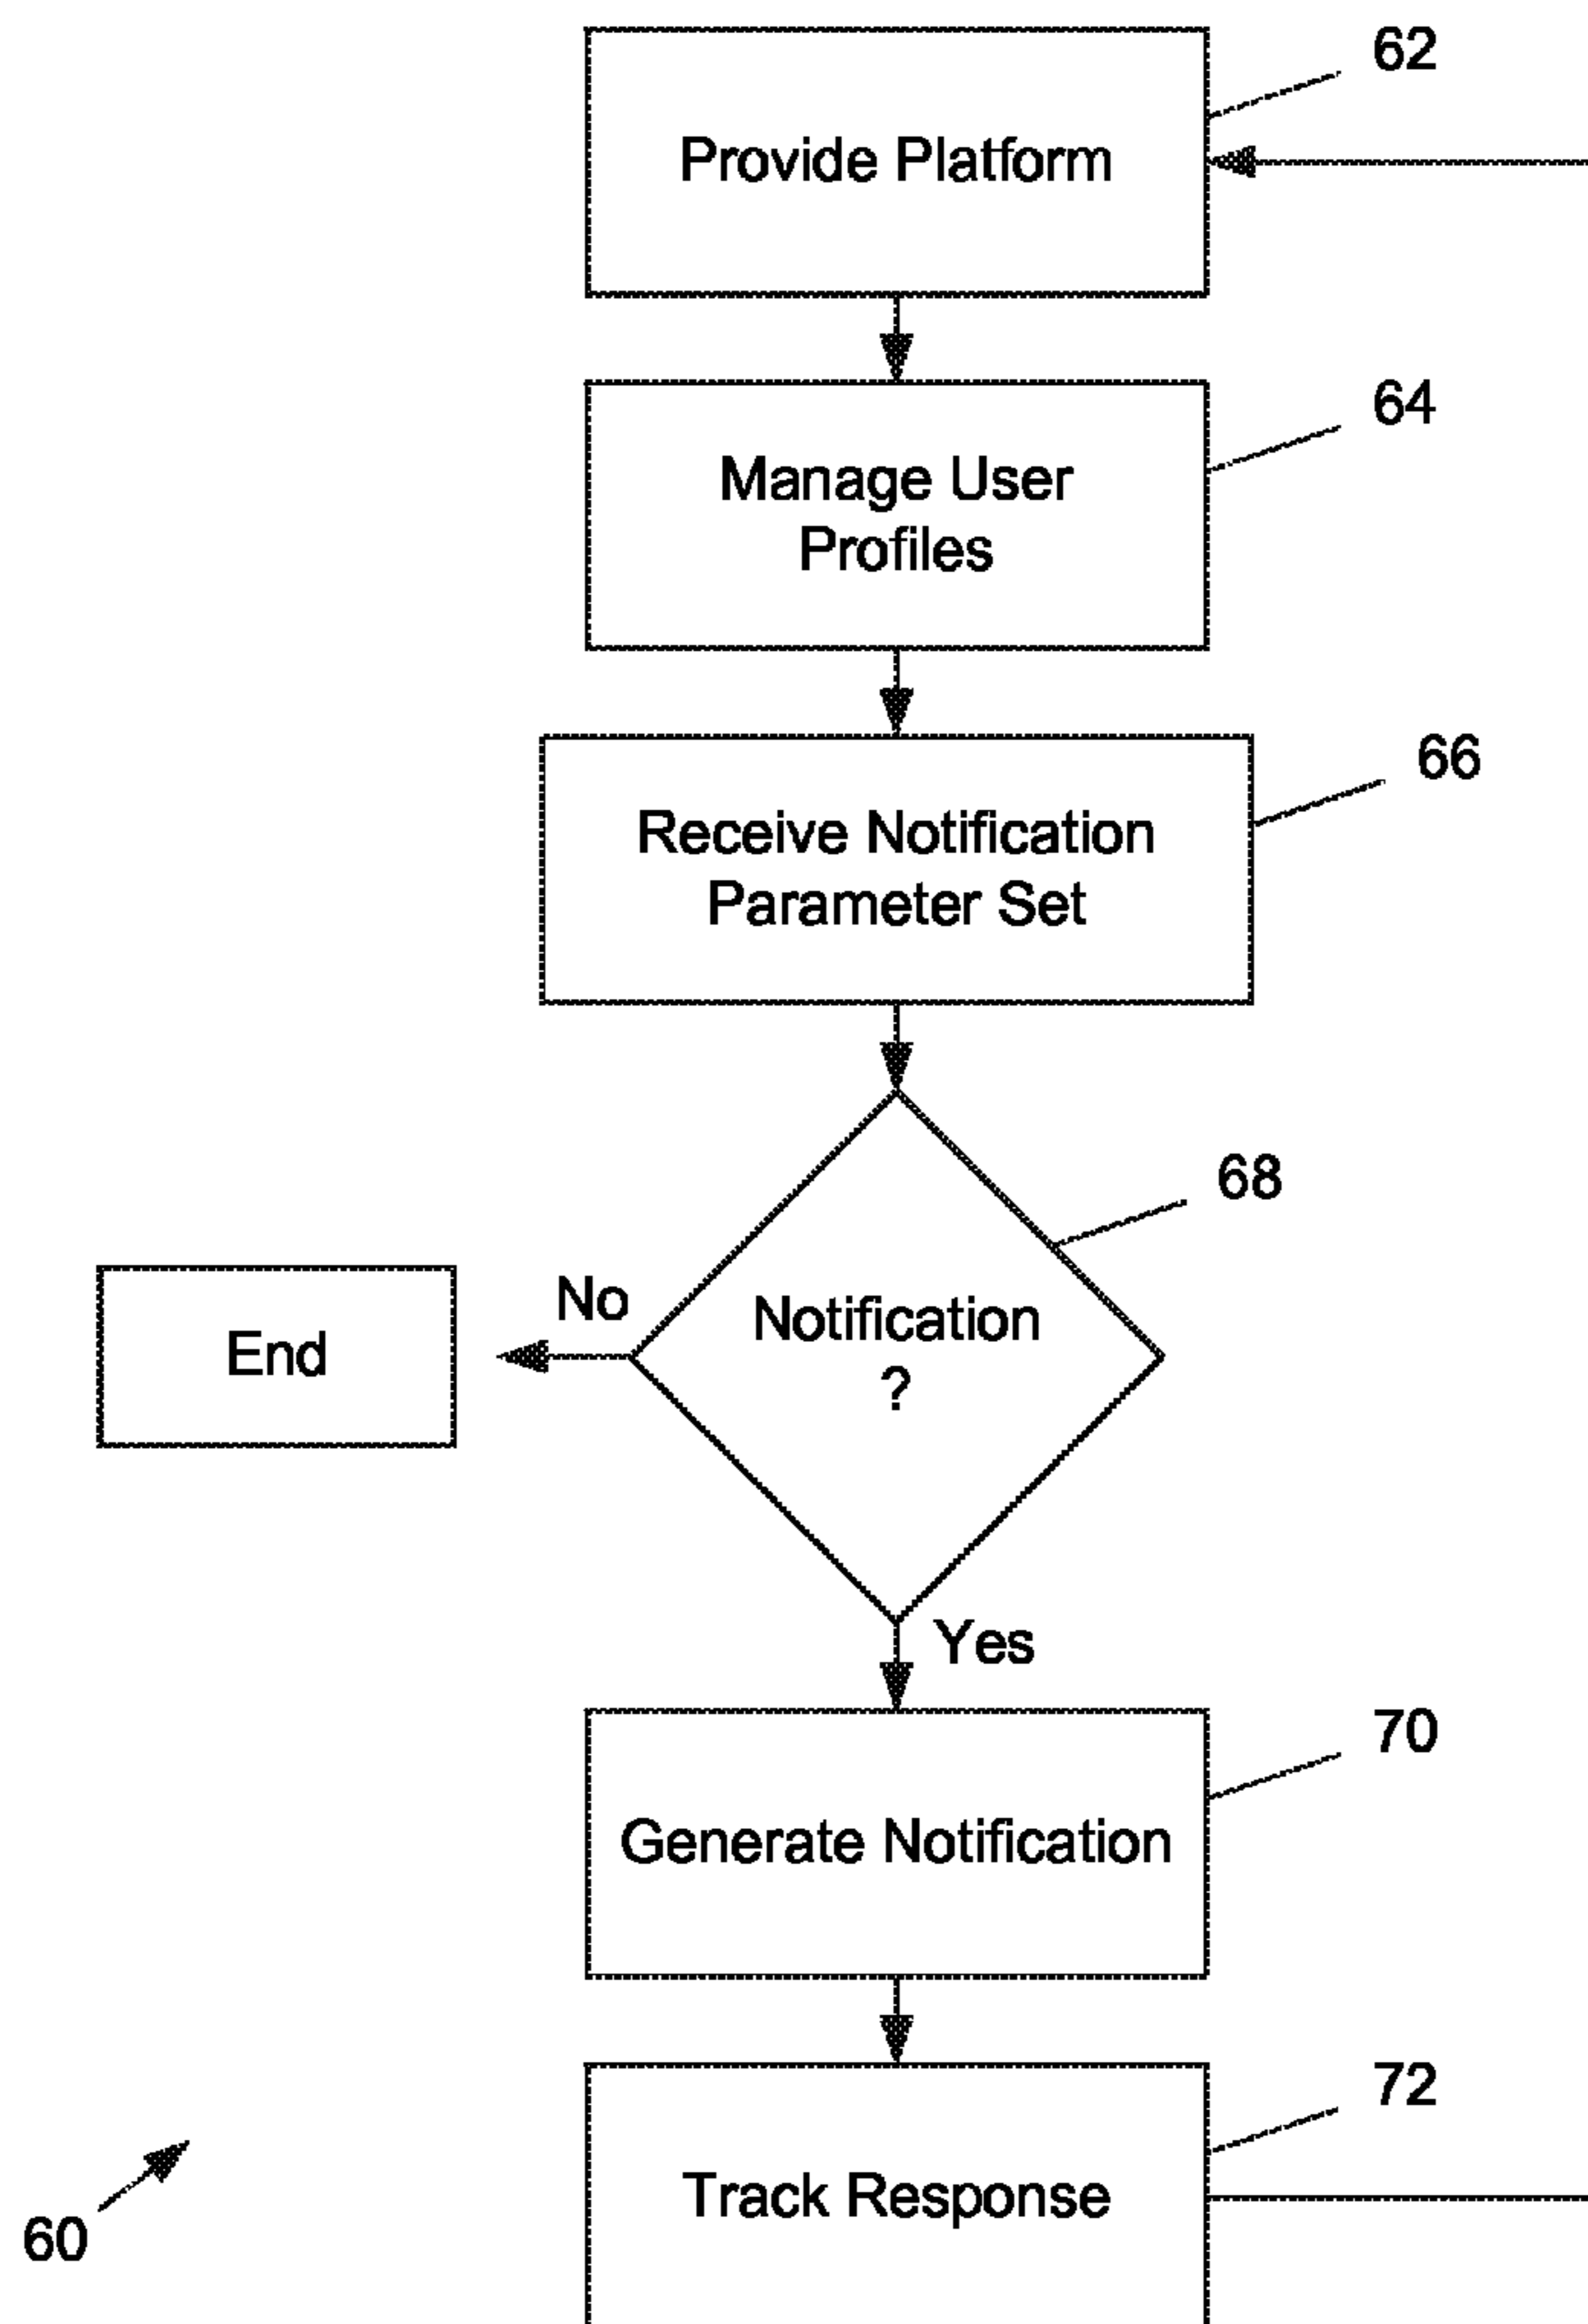 62
Provide Platform
64
Manage User
Profiles
66
Receive Notification
Parameter Set
68
No
Notification
?
End
Yes
70
Generate Notification
72
Track Response
60